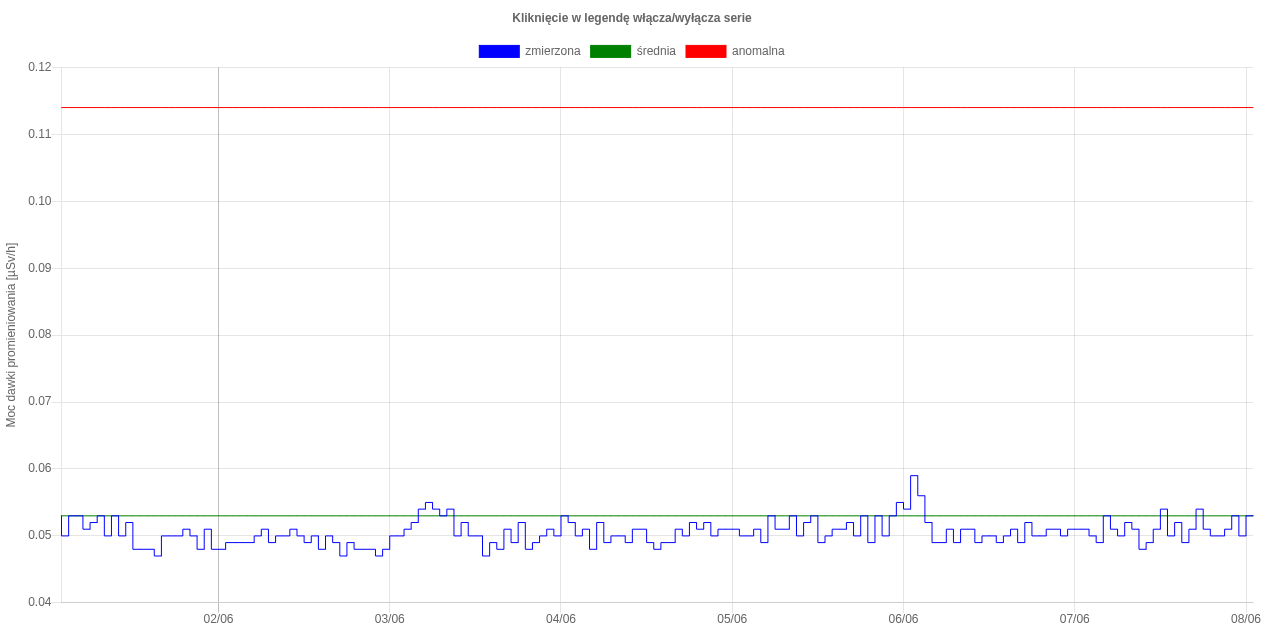 Kliknięcie w legendę włącza/wyłącza serie
zmierzona średnia anomalna
Moc dawki promieniowania [µSv/h]
0.12
0.11
0.10
0.09
0.08
0.07
0.06
0.05
0.04
02/06 03/06 04/06 05/06 06/06 07/06 08/06